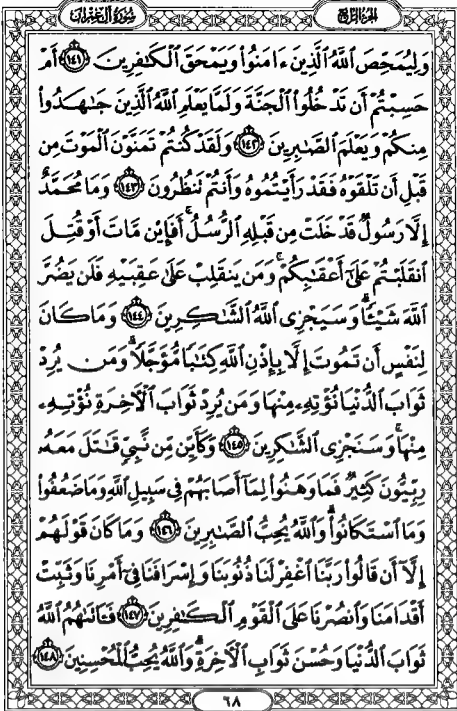 الجزء الرابع
سورة آل عمران
وَلِيُمَحِّصَ ٱللَّهُ ٱلَّذِينَ ءَامَنُواْ وَيَمْحَقَ ٱلْكَٰفِرِينَ ١٤١ أَمْ
حَسِبْتُمْ أَن تَدْخُلُواْ ٱلْجَنَّةَ وَلَمَّا يَعْلَمِ ٱللَّهُ ٱلَّذِينَ جَٰهَدُواْ
مِنكُمْ وَيَعْلَمَ ٱلصَّٰبِرِينَ ١٤٢ وَلَقَدْ كُنتُمْ تَمَنَّوْنَ ٱلْمَوْتَ مِن
قَبْلِ أَن تَلْقَوْهُ فَقَدْ رَأَيْتُمُوهُ وَأَنتُمْ تَنظُرُونَ ١٤٣ وَمَا مُحَمَّدٌ
إِلَّا رَسُولٌ قَدْ خَلَتْ مِن قَبْلِهِ ٱلرُّسُلُ ۚ أَفَإِيْن مَّاتَ أَوْ قُتِلَ
ٱنقَلَبْتُمْ عَلَىٰٓ أَعْقَٰبِكُمْ ۚ وَمَن يَنقَلِبْ عَلَىٰ عَقِبَيْهِ فَلَن يَضُرَّ
ٱللَّهَ شَيْـًٔا ۗ وَسَيَجْزِى ٱللَّهُ ٱلشَّٰكِرِينَ ١٤٤ وَمَا كَانَ
لِنَفْسٍ أَن تَمُوتَ إِلَّا بِإِذْنِ ٱللَّهِ كِتَٰبًا مُّؤَجَّلًا ۗ وَمَن يُرِدْ
ثَوَابَ ٱلدُّنْيَا نُؤْتِهِۦ مِنْهَا وَمَن يُرِدْ ثَوَابَ ٱلْأَخِرَةِ نُؤْتِهِۦ
مِنْهَا ۚ وَسَنَجْزِى ٱلشَّٰكِرِينَ ١٤٥ وَكَأَيِّن مِّن نَّبِىٍّ قَٰتَلَ مَعَهُۥ
رِبِّيُّونَ كَثِيرٌ فَمَا وَهَنُواْ لِمَآ أَصَابَهُمْ فِى سَبِيلِ ٱللَّهِ وَمَا ضَعُفُواْ
وَمَا ٱسْتَكَانُواْ ۗ وَٱللَّهُ يُحِبُّ ٱلصَّٰبِرِينَ ١٤٦ وَمَا كَانَ قَوْلَهُمْ
إِلَّآ أَن قَالُواْ رَبَّنَا ٱغْفِرْ لَنَا ذُنُوبَنَا وَإِسْرَافَنَا فِىٓ أَمْرِنَا وَثَبِّتْ
أَقْدَامَنَا وَٱنصُرْنَا عَلَى ٱلْقَوْمِ ٱلْكَٰفِرِينَ ١٤٧ فَـَٔاتَىٰهُمُ ٱللَّهُ
ثَوَابَ ٱلدُّنْيَا وَحُسْنَ ثَوَابِ ٱلْأَخِرَةِ ۗ وَٱللَّهُ يُحِبُّ ٱلْمُحْسِنِينَ ١٤٨
٦٨